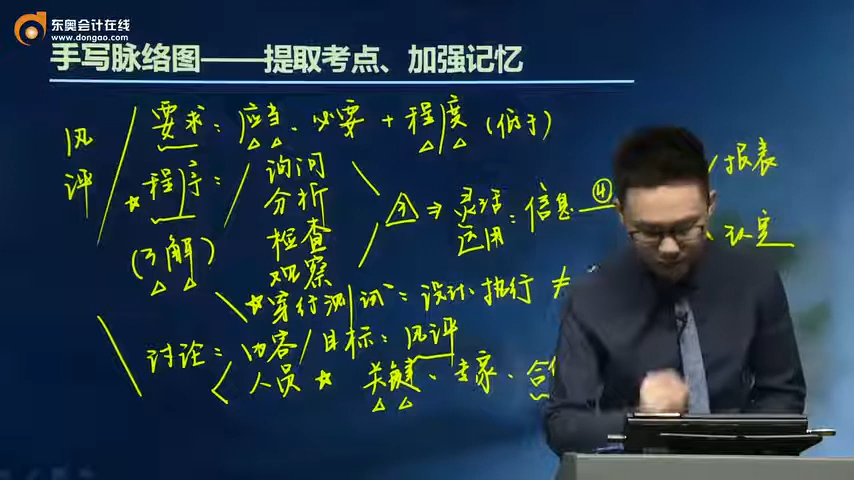 东奥会计在线
www.dongao.com
手写脉络图——提取考点、加强记忆
风评
要求：应当、必要 + 程度（低于）
程序：
（了解）
询问
分析
检查
观察
③ ⇒ 灵活运用：信息 ④
报表
认定
穿行测试：设计、执行 ≠
讨论：内容/目标：风评
人员 关键、专家、合